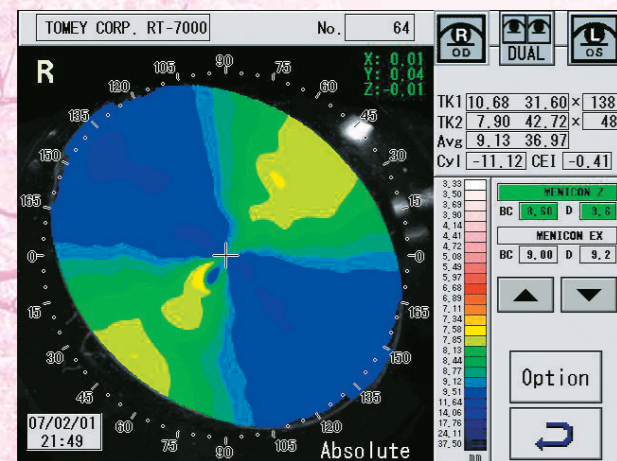 TOMEY CORP. RT-7000
No. 64
R
OD
DUAL
L
OS
R
X: 0.01
Y: 0.04
Z:-0.01
TK1 10.68 31.60 × 138
TK2 7.90 42.72 × 48
Avg 9.13 36.97
Cyl -11.12 CEI -0.41
120
105
90
75
60
135
45
150
30
165
15
0
0
15
165
30
150
45
135
60
75
90
105
120
3.33
3.50
3.69
3.90
4.14
4.41
4.72
5.08
5.49
5.97
6.68
6.89
7.11
7.34
7.58
7.85
8.13
8.44
8.77
9.12
9.51
11.64
14.06
17.76
24.11
37.50
mm
MENICON Z
BC 8.60 D 9.6
MENICON EX
BC 9.00 D 9.2
Option
07/02/01
21:49
Absolute